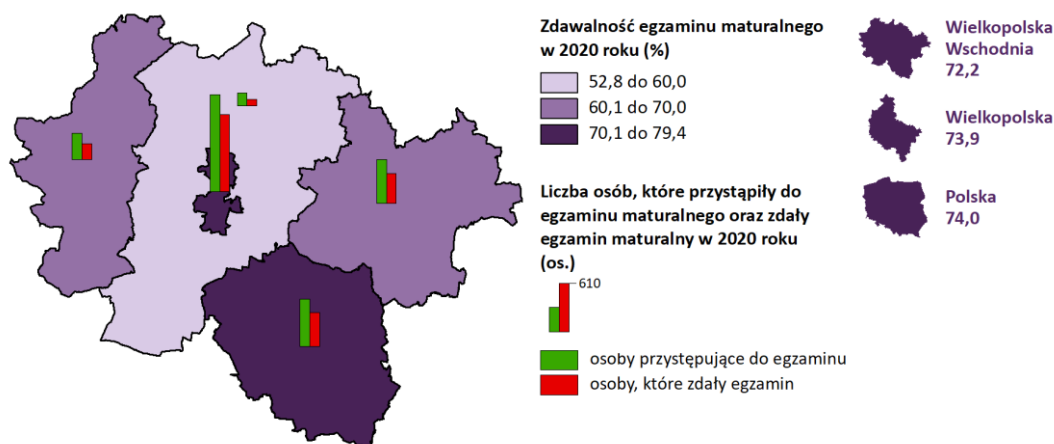 Zdawalność egzaminu maturalnego
w 2020 roku (%)
52,8 do 60,0
60,1 do 70,0
70,1 do 79,4
Liczba osób, które przystąpiły do
egzaminu maturalnego oraz zdały
egzamin maturalny w 2020 roku
(os.)
610
osoby przystępujące do egzaminu
osoby, które zdały egzamin
Wielkopolska
Wschodnia
72,2
Wielkopolska
73,9
Polska
74,0